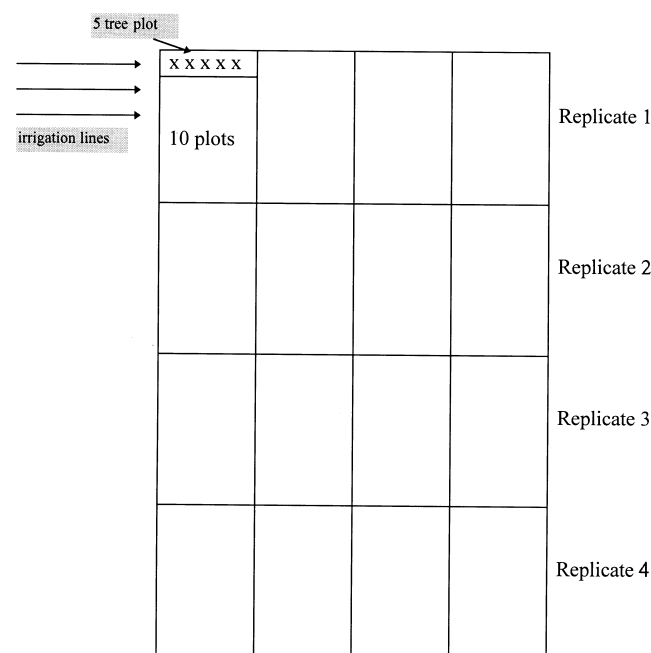 5 tree plot
X X X X X
Replicate 1
irrigation lines
10 plots
Replicate 2
Replicate 3
Replicate 4